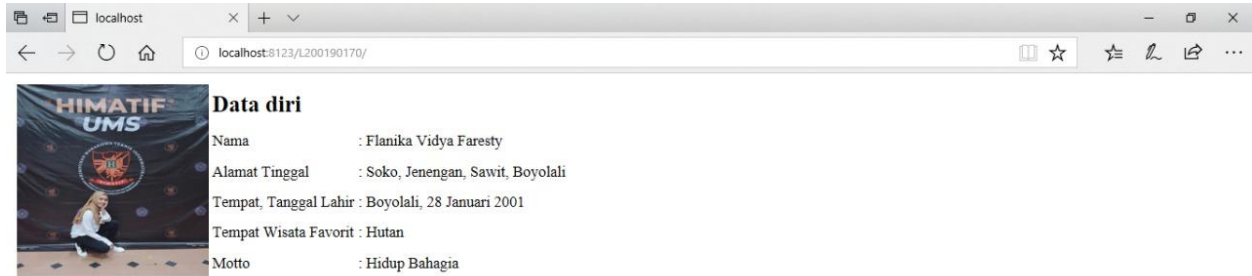 localhost
localhost:8123/L200190170/
HIMATIF
UMS
Data diri
Nama : Flanika Vidya Faresty
Alamat Tinggal : Soko, Jenengan, Sawit, Boyolali
Tempat, Tanggal Lahir : Boyolali, 28 Januari 2001
Tempat Wisata Favorit : Hutan
Motto : Hidup Bahagia